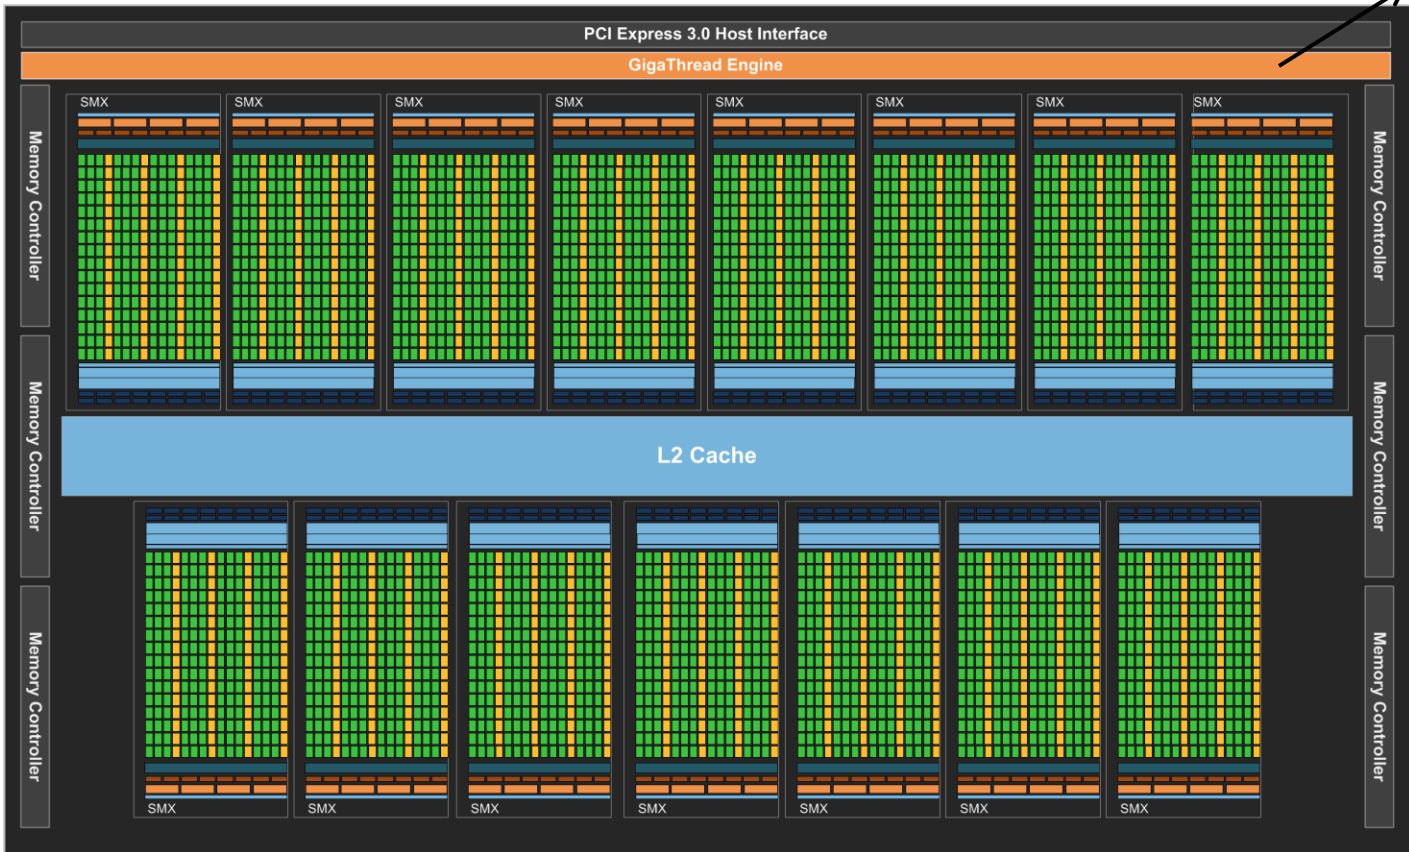 PCI Express 3.0 Host Interface
GigaThread Engine
SMX
SMX
SMX
SMX
SMX
SMX
SMX
SMX
Memory Controller
Memory Controller
Memory Controller
Memory Controller
L2 Cache
Memory Controller
Memory Controller
SMX
SMX
SMX
SMX
SMX
SMX
SMX